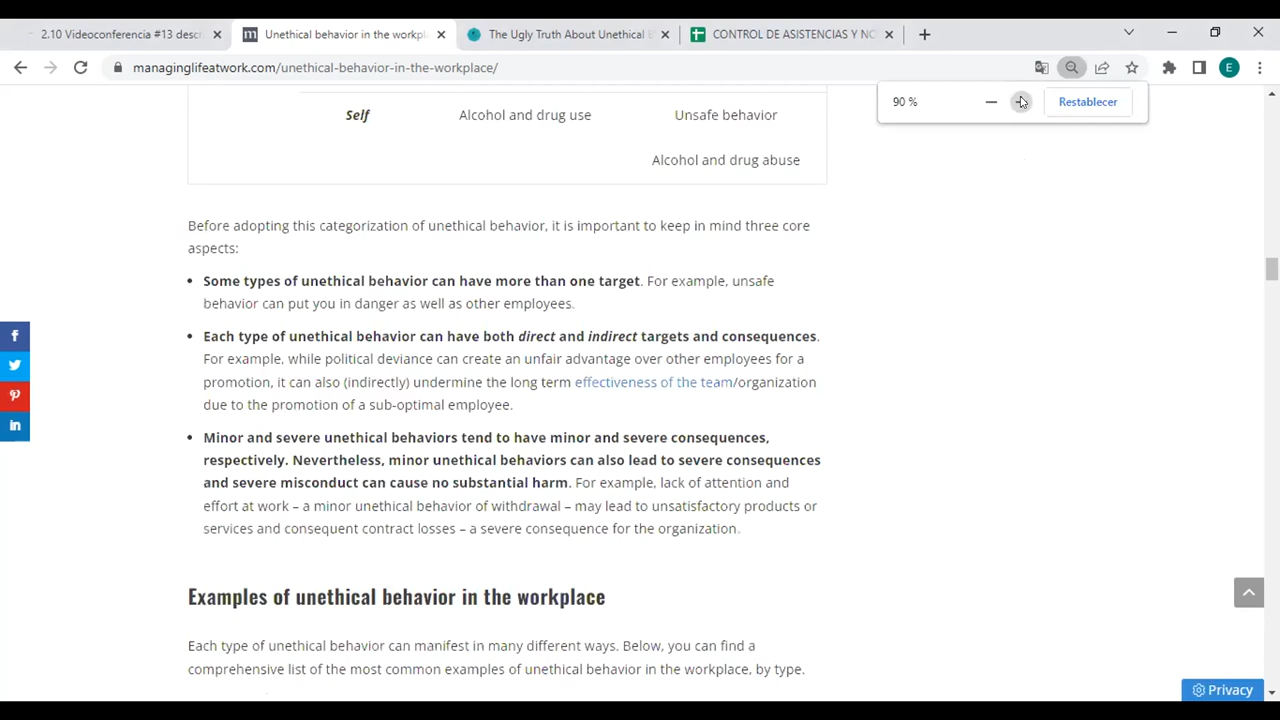 2.10 Videoconferencia #13 descri
Unethical behavior in the workpl
The Ugly Truth About Unethical E
CONTROL DE ASISTENCIAS Y NO
managinglifeatwork.com/unethical-behavior-in-the-workplace/
E
90 %
Restablecer
Self Alcohol and drug use Unsafe behavior
Alcohol and drug abuse
Before adopting this categorization of unethical behavior, it is important to keep in mind three core
aspects:
• Some types of unethical behavior can have more than one target. For example, unsafe
behavior can put you in danger as well as other employees.
• Each type of unethical behavior can have both direct and indirect targets and consequences.
For example, while political deviance can create an unfair advantage over other employees for a
promotion, it can also (indirectly) undermine the long term effectiveness of the team/organization
due to the promotion of a sub-optimal employee.
• Minor and severe unethical behaviors tend to have minor and severe consequences,
respectively. Nevertheless, minor unethical behaviors can also lead to severe consequences
and severe misconduct can cause no substantial harm. For example, lack of attention and
effort at work – a minor unethical behavior of withdrawal – may lead to unsatisfactory products or
services and consequent contract losses – a severe consequence for the organization.
Examples of unethical behavior in the workplace
Each type of unethical behavior can manifest in many different ways. Below, you can find a
comprehensive list of the most common examples of unethical behavior in the workplace, by type.
Privacy